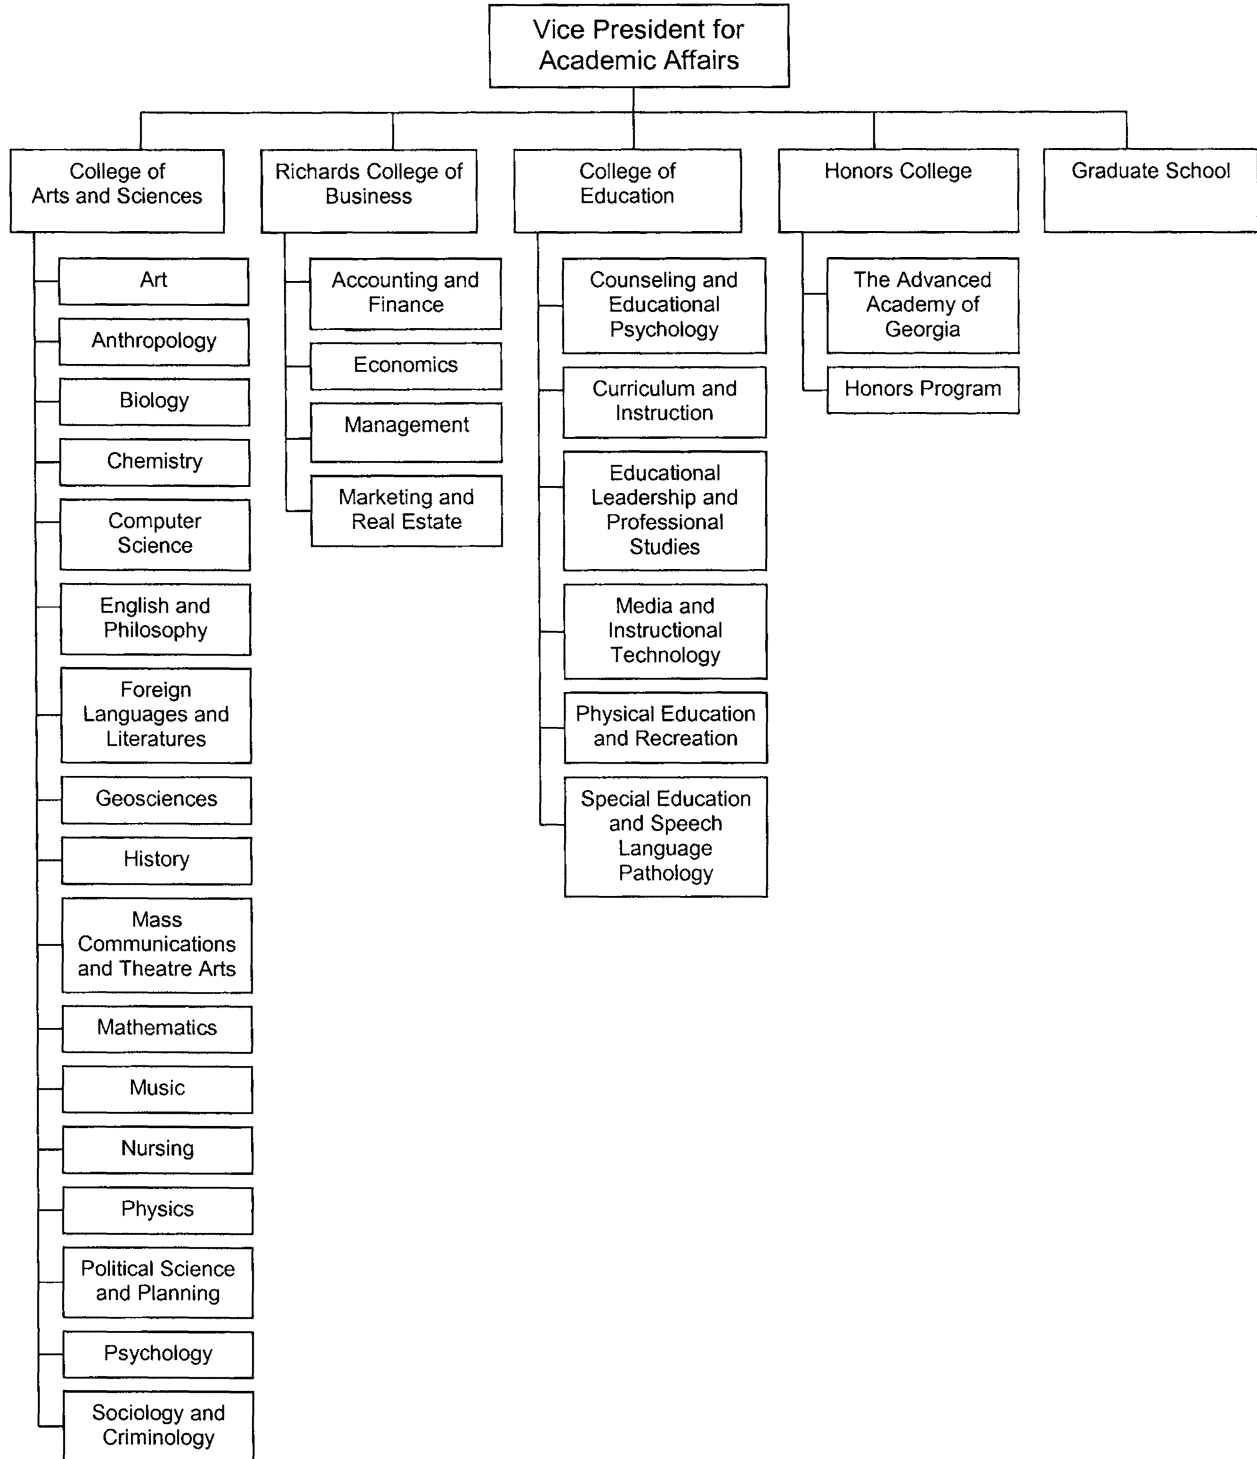 Vice President for
Academic Affairs
College of
Arts and Sciences
Richards College of
Business
College of
Education
Honors College
Graduate School
Art
Anthropology
Biology
Chemistry
Computer
Science
English and
Philosophy
Foreign
Languages and
Literatures
Geosciences
History
Mass
Communications
and Theatre Arts
Mathematics
Music
Nursing
Physics
Political Science
and Planning
Psychology
Sociology and
Criminology
Accounting and
Finance
Economics
Management
Marketing and
Real Estate
Counseling and
Educational
Psychology
Curriculum and
Instruction
Educational
Leadership and
Professional
Studies
Media and
Instructional
Technology
Physical Education
and Recreation
Special Education
and Speech
Language
Pathology
The Advanced
Academy of
Georgia
Honors Program